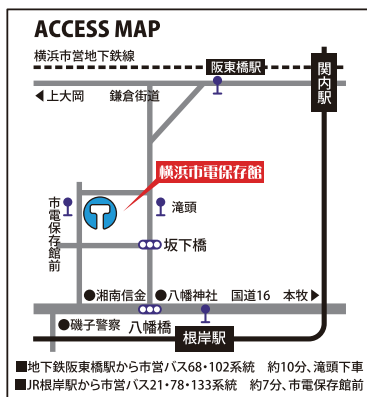 ACCESS MAP
横浜市営地下鉄線
阪東橋駅
関内駅
◀上大岡
鎌倉街道
横浜市電保存館
市電保存館前
滝頭
坂下橋
●湘南信金
●八幡神社
国道16
本牧▶
●磯子警察
八幡橋
根岸駅
■地下鉄阪東橋駅から市営バス68・102系統 約10分、滝頭下車
■JR根岸駅から市営バス21・78・133系統 約7分、市電保存館前